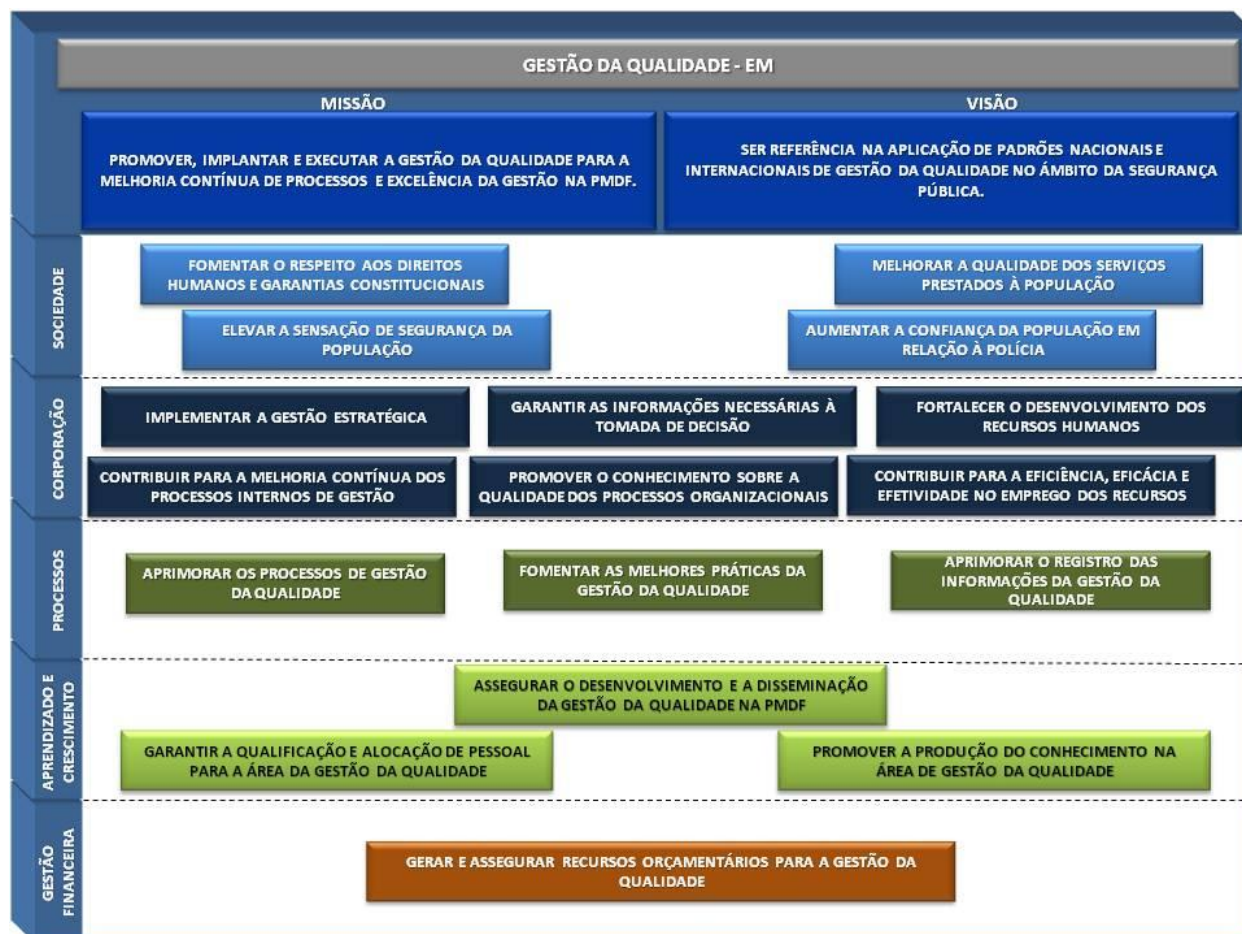 GESTÃO DA QUALIDADE - EM
MISSÃO
VISÃO
PROMOVER, IMPLANTAR E EXECUTAR A GESTÃO DA QUALIDADE PARA A
MELHORIA CONTÍNUA DE PROCESSOS E EXCELÊNCIA DA GESTÃO NA PMDF.
SER REFERÊNCIA NA APLICAÇÃO DE PADRÕES NACIONAIS E
INTERNACIONAIS DE GESTÃO DA QUALIDADE NO ÂMBITO DA SEGURANÇA
PÚBLICA.
SOCIEDADE
FOMENTAR O RESPEITO AOS DIREITOS
HUMANOS E GARANTIAS CONSTITUCIONAIS
MELHORAR A QUALIDADE DOS SERVIÇOS
PRESTADOS À POPULAÇÃO
ELEVAR A SENSAÇÃO DE SEGURANÇA DA
POPULAÇÃO
AUMENTAR A CONFIANÇA DA POPULAÇÃO EM
RELAÇÃO À POLÍCIA
CORPORAÇÃO
IMPLEMENTAR A GESTÃO ESTRATÉGICA
GARANTIR AS INFORMAÇÕES NECESSÁRIAS À
TOMADA DE DECISÃO
FORTALECER O DESENVOLVIMENTO DOS
RECURSOS HUMANOS
CONTRIBUIR PARA A MELHORIA CONTÍNUA DOS
PROCESSOS INTERNOS DE GESTÃO
PROMOVER O CONHECIMENTO SOBRE A
QUALIDADE DOS PROCESSOS ORGANIZACIONAIS
CONTRIBUIR PARA A EFICIÊNCIA, EFICÁCIA E
EFETIVIDADE NO EMPREGO DOS RECURSOS
PROCESSOS
APRIMORAR OS PROCESSOS DE GESTÃO
DA QUALIDADE
FOMENTAR AS MELHORES PRÁTICAS DA
GESTÃO DA QUALIDADE
APRIMORAR O REGISTRO DAS
INFORMAÇÕES DA GESTÃO DA
QUALIDADE
APRENDIZADO E
CRESCIMENTO
ASSEGURAR O DESENVOLVIMENTO E A DISSEMINAÇÃO
DA GESTÃO DA QUALIDADE NA PMDF
GARANTIR A QUALIFICAÇÃO E ALOCAÇÃO DE PESSOAL
PARA A ÁREA DA GESTÃO DA QUALIDADE
PROMOVER A PRODUÇÃO DO CONHECIMENTO NA
ÁREA DE GESTÃO DA QUALIDADE
GESTÃO
FINANCEIRA
GERAR E ASSEGURAR RECURSOS ORÇAMENTÁRIOS PARA A GESTÃO DA
QUALIDADE